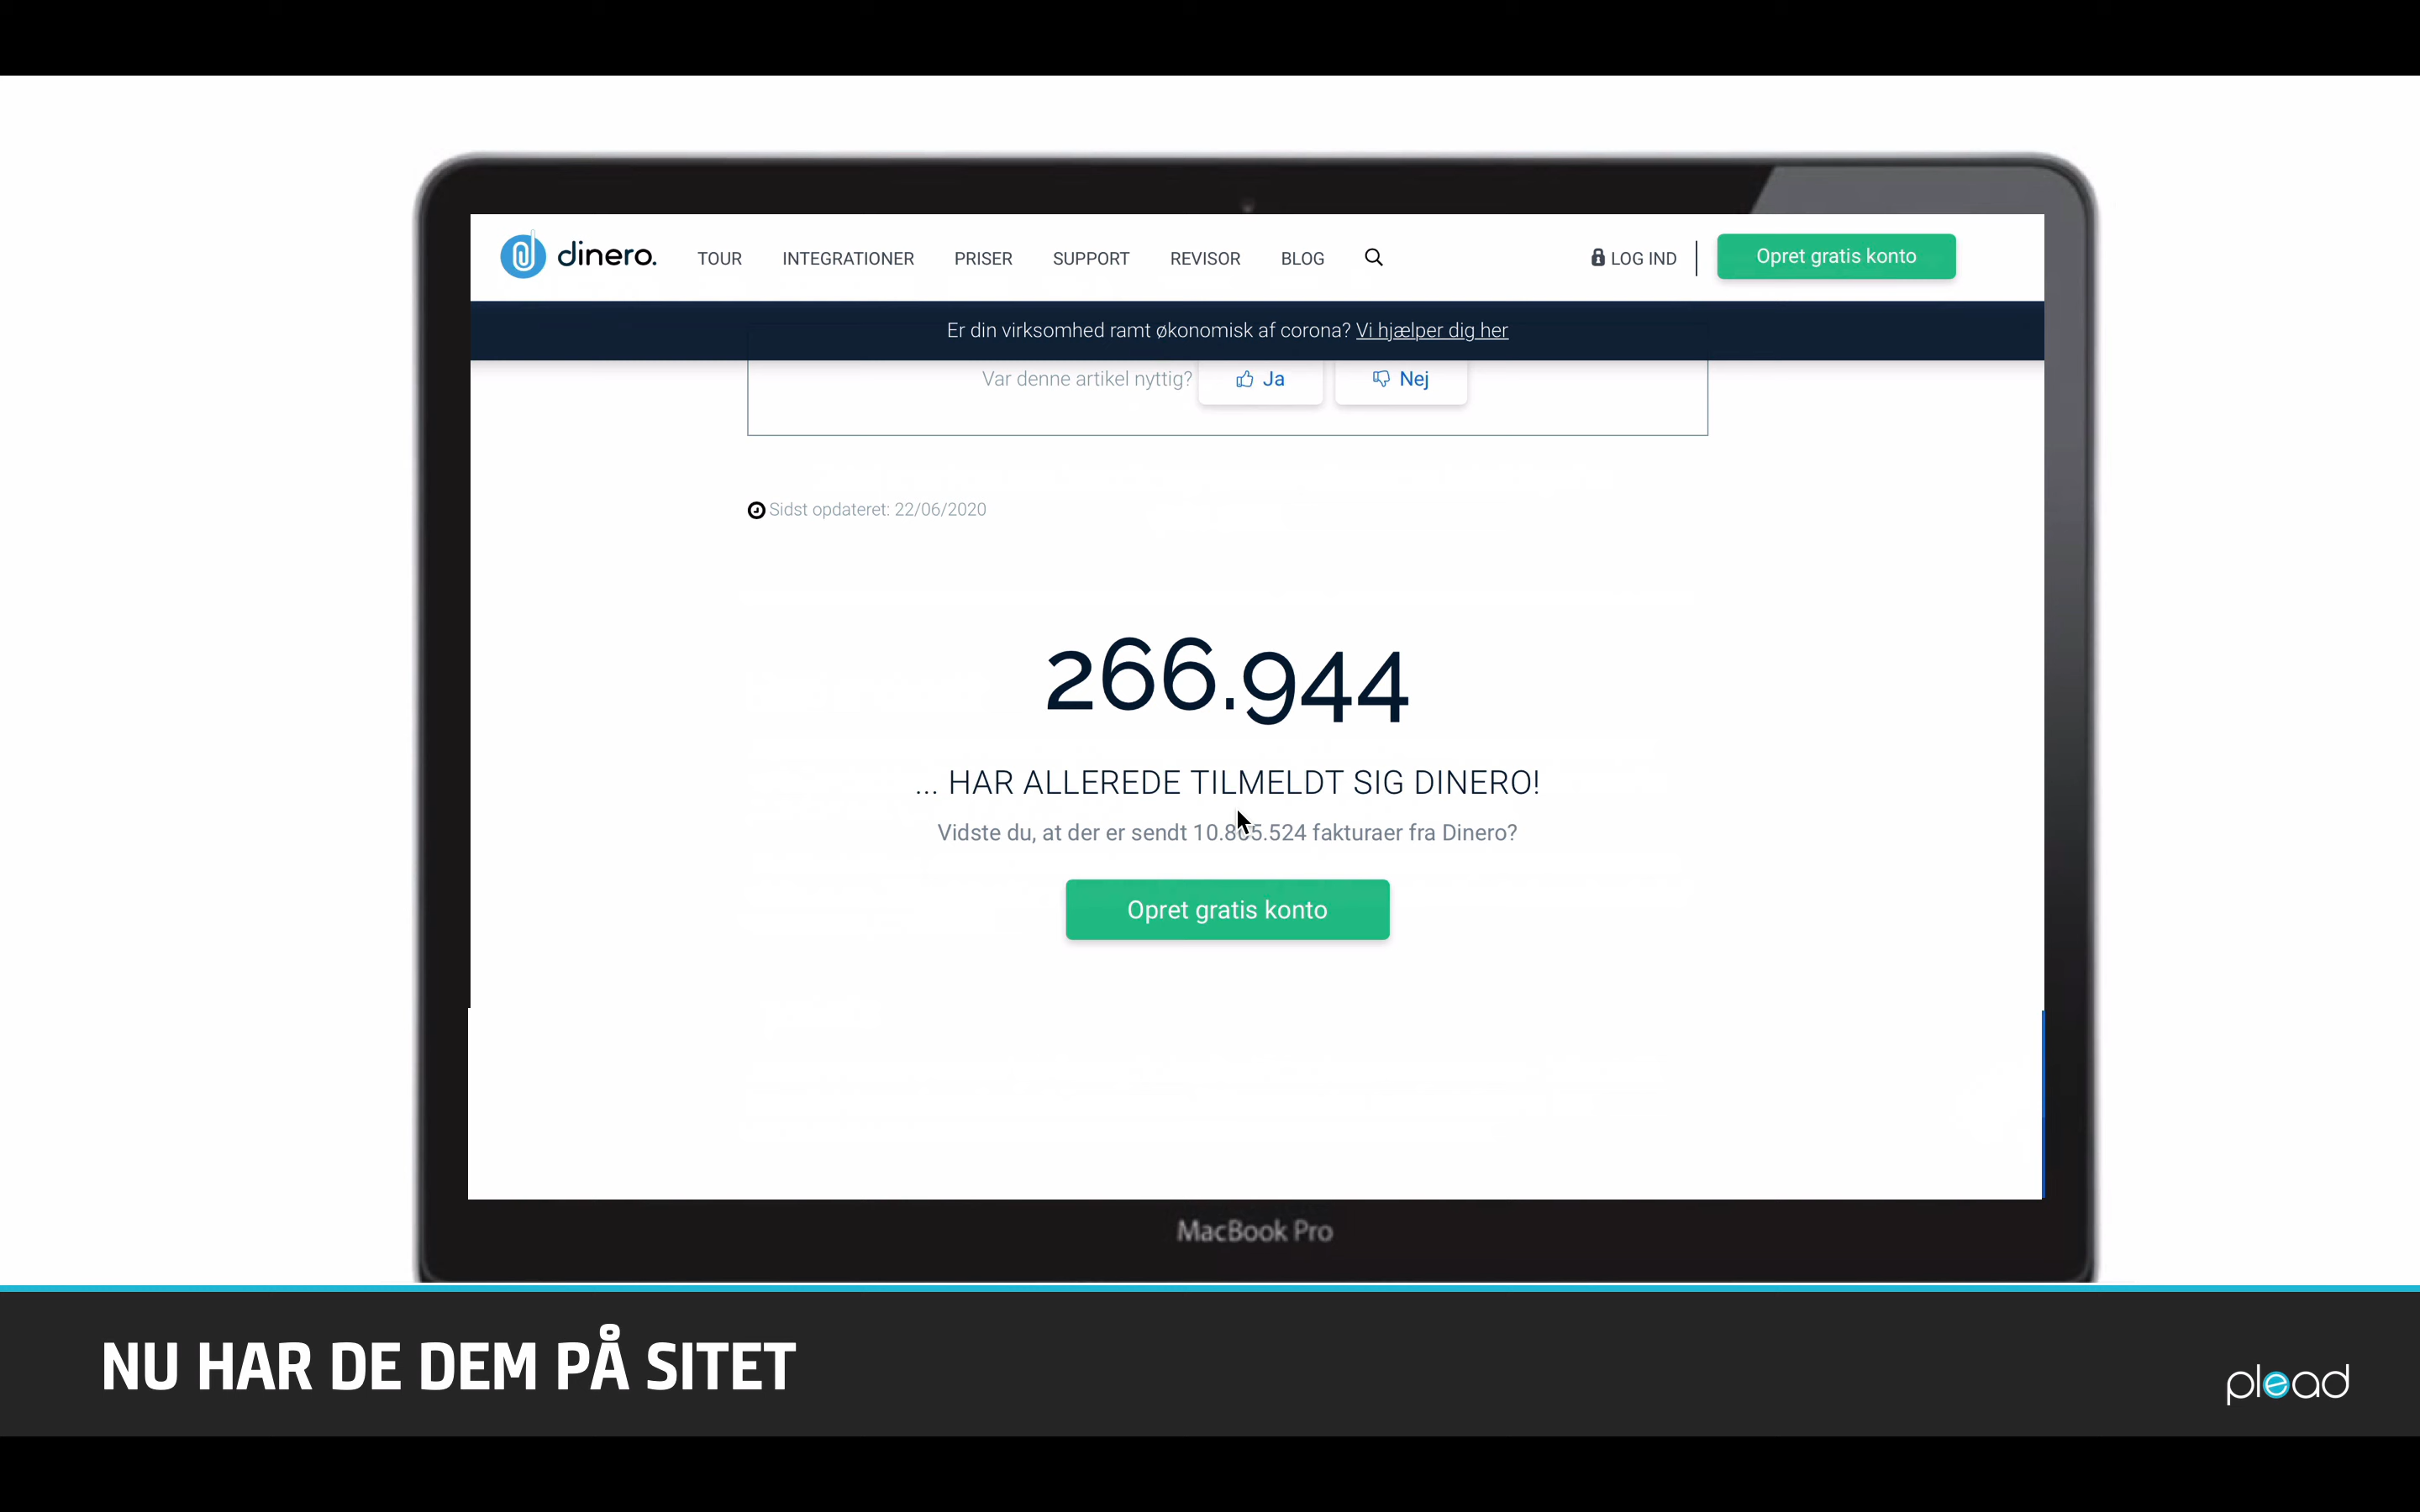 dinero.
TOUR INTEGRATIONER PRISER SUPPORT REVISOR BLOG LOG IND Opret gratis konto
Er din virksomhed ramt økonomisk af corona? Vi hjælper dig her
Var denne artikel nyttig? Ja Nej
Sidst opdateret: 22/06/2020
266.944
... HAR ALLEREDE TILMELDT SIG DINERO!
Vidste du, at der er sendt 10.865.524 fakturaer fra Dinero?
Opret gratis konto
MacBook Pro
NU HAR DE DEM PÅ SITET
plead